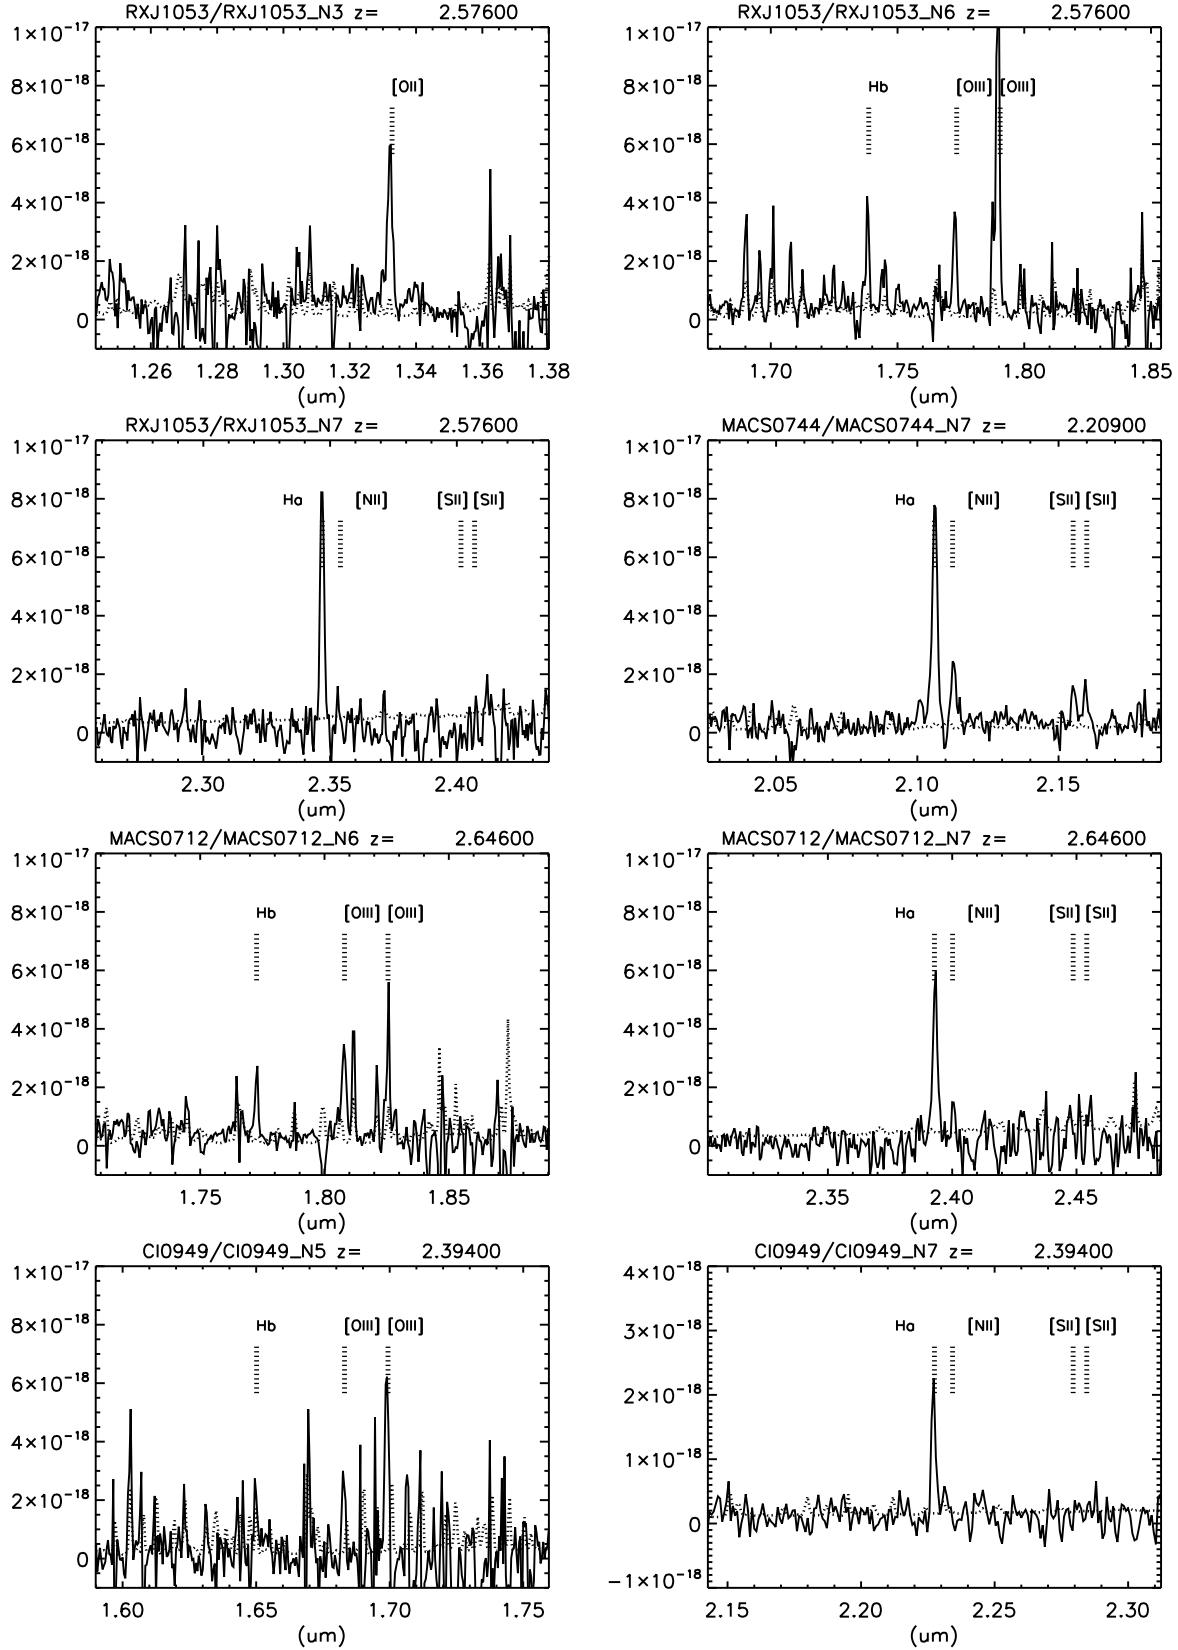 RXJ1053/RXJ1053_N3 z= 2.57600
1×10⁻¹⁷
8×10⁻¹⁸
6×10⁻¹⁸
4×10⁻¹⁸
2×10⁻¹⁸
0
[OII]
1.26 1.28 1.30 1.32 1.34 1.36 1.38
(um)
RXJ1053/RXJ1053_N6 z= 2.57600
1×10⁻¹⁷
8×10⁻¹⁸
6×10⁻¹⁸
4×10⁻¹⁸
2×10⁻¹⁸
0
Hb [OIII] [OIII]
1.70 1.75 1.80 1.85
(um)
RXJ1053/RXJ1053_N7 z= 2.57600
1×10⁻¹⁷
8×10⁻¹⁸
6×10⁻¹⁸
4×10⁻¹⁸
2×10⁻¹⁸
0
Ha [NII] [SII] [SII]
2.30 2.35 2.40
(um)
MACS0744/MACS0744_N7 z= 2.20900
1×10⁻¹⁷
8×10⁻¹⁸
6×10⁻¹⁸
4×10⁻¹⁸
2×10⁻¹⁸
0
Ha [NII] [SII] [SII]
2.05 2.10 2.15
(um)
MACS0712/MACS0712_N6 z= 2.64600
1×10⁻¹⁷
8×10⁻¹⁸
6×10⁻¹⁸
4×10⁻¹⁸
2×10⁻¹⁸
0
Hb [OIII] [OIII]
1.75 1.80 1.85
(um)
MACS0712/MACS0712_N7 z= 2.64600
1×10⁻¹⁷
8×10⁻¹⁸
6×10⁻¹⁸
4×10⁻¹⁸
2×10⁻¹⁸
0
Ha [NII] [SII] [SII]
2.35 2.40 2.45
(um)
Cl0949/Cl0949_N5 z= 2.39400
1×10⁻¹⁷
8×10⁻¹⁸
6×10⁻¹⁸
4×10⁻¹⁸
2×10⁻¹⁸
0
Hb [OIII] [OIII]
1.60 1.65 1.70 1.75
(um)
Cl0949/Cl0949_N7 z= 2.39400
4×10⁻¹⁸
3×10⁻¹⁸
2×10⁻¹⁸
1×10⁻¹⁸
0
−1×10⁻¹⁸
Ha [NII] [SII] [SII]
2.15 2.20 2.25 2.30
(um)